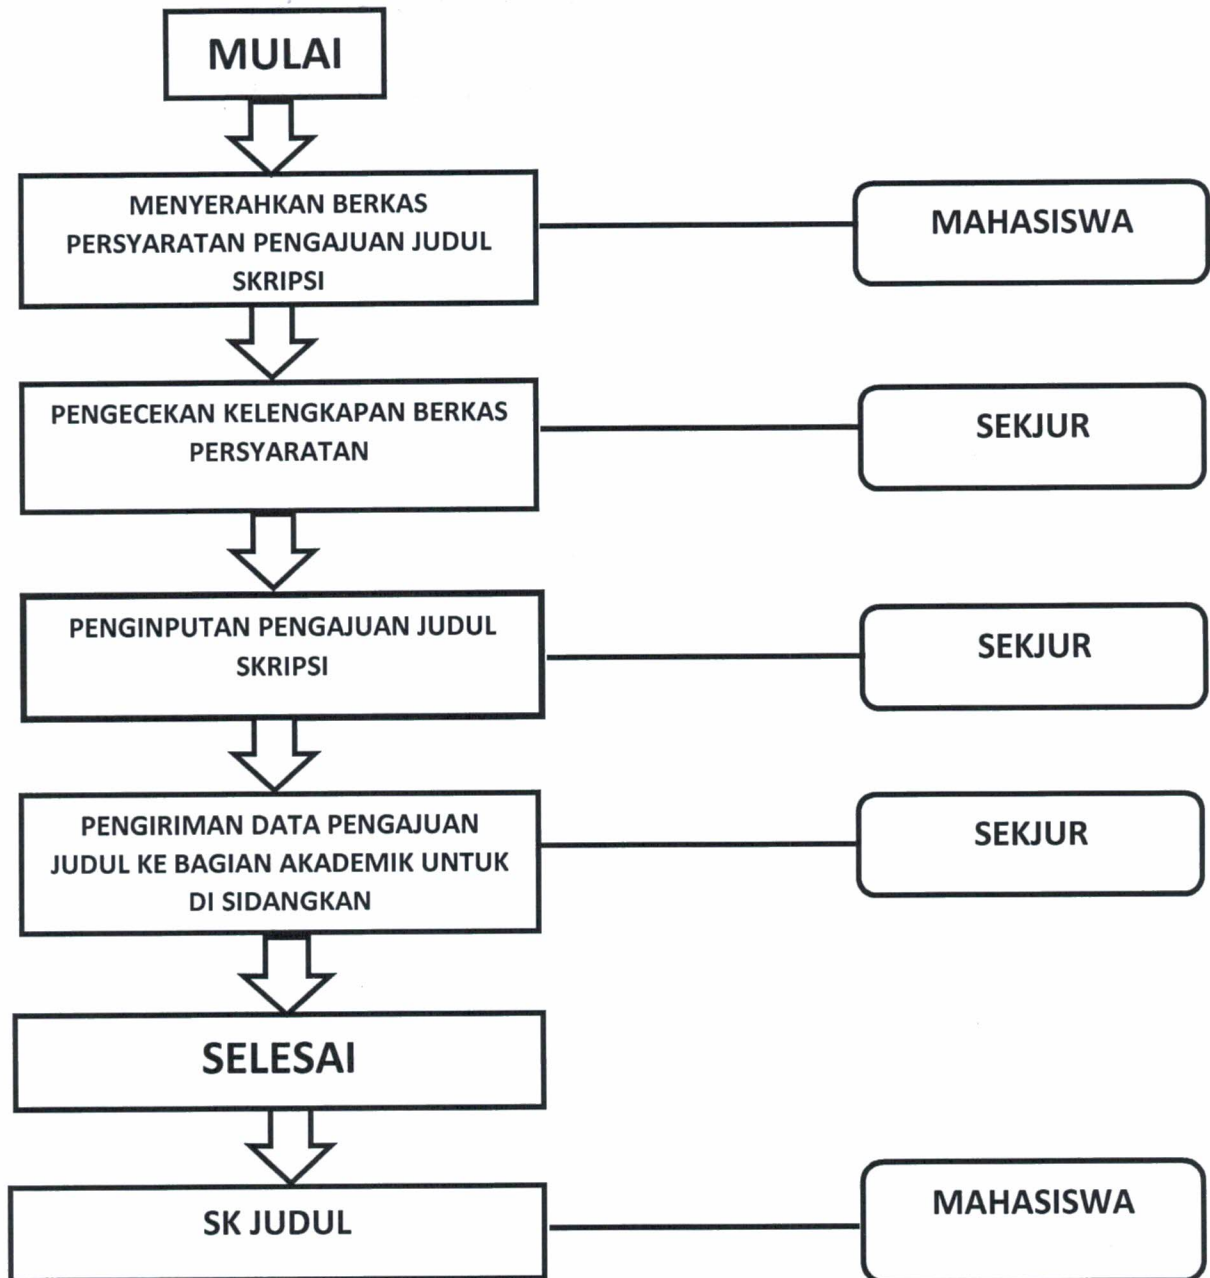 MULAI
MENYERAHKAN BERKAS
PERSYARATAN PENGAJUAN JUDUL
SKRIPSI
MAHASISWA
PENGECEKAN KELENGKAPAN BERKAS
PERSYARATAN
SEKJUR
PENGINPUTAN PENGAJUAN JUDUL
SKRIPSI
SEKJUR
PENGIRIMAN DATA PENGAJUAN
JUDUL KE BAGIAN AKADEMIK UNTUK
DI SIDANGKAN
SEKJUR
SELESAI
SK JUDUL
MAHASISWA